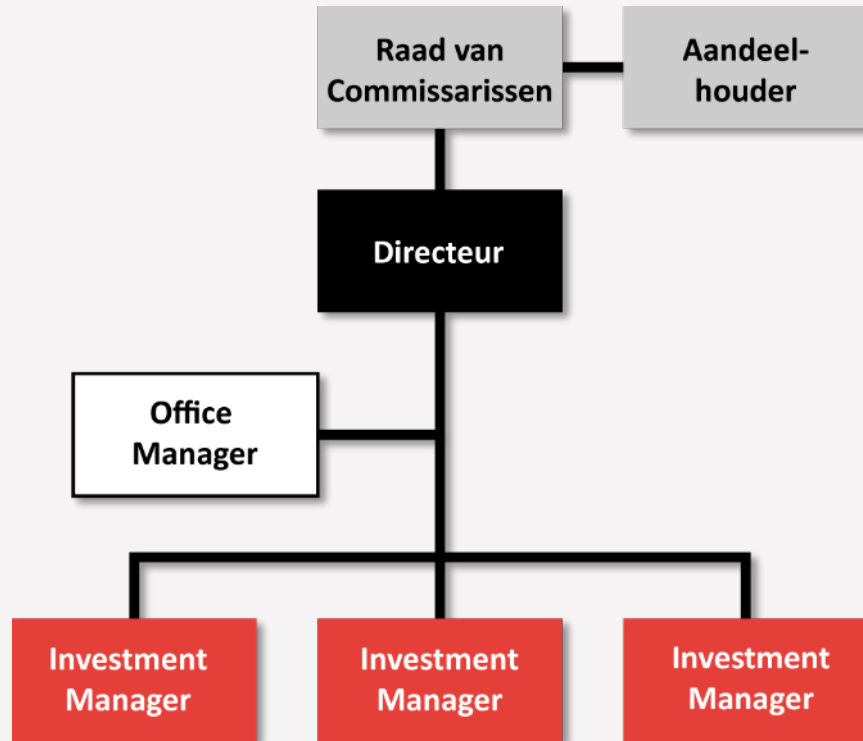 Raad van
Commissarissen
Aandeel-
houder
Directeur
Office
Manager
Investment
Manager
Investment
Manager
Investment
Manager